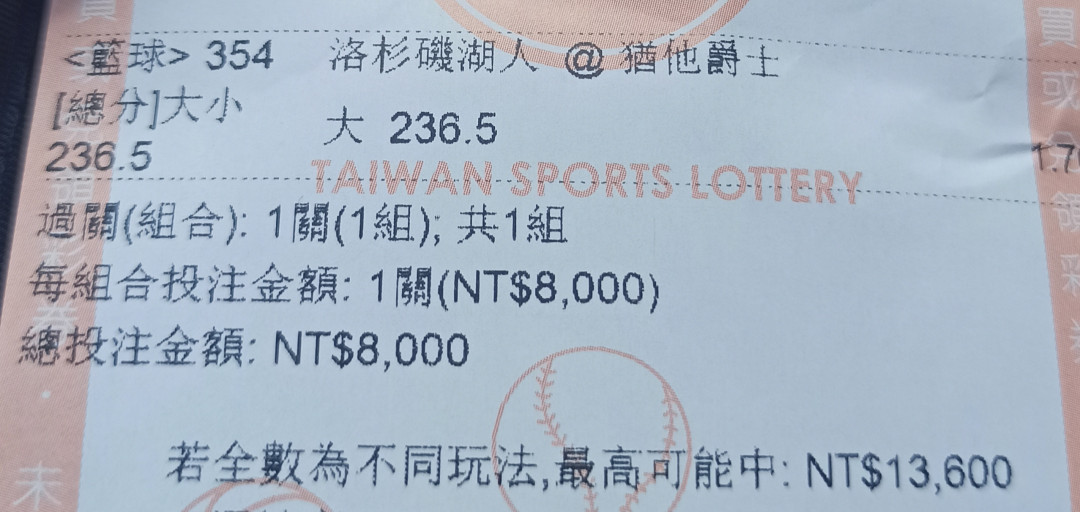 <籃球> 354 洛杉磯湖人 @ 猶他爵士
[總分]大小
大 236.5
236.5
1.70
TAIWAN SPORTS LOTTERY
過關(組合): 1關(1組); 共1組
每組合投注金額: 1關(NT$8,000)
總投注金額: NT$8,000
若全數為不同玩法,最高可能中: NT$13,600